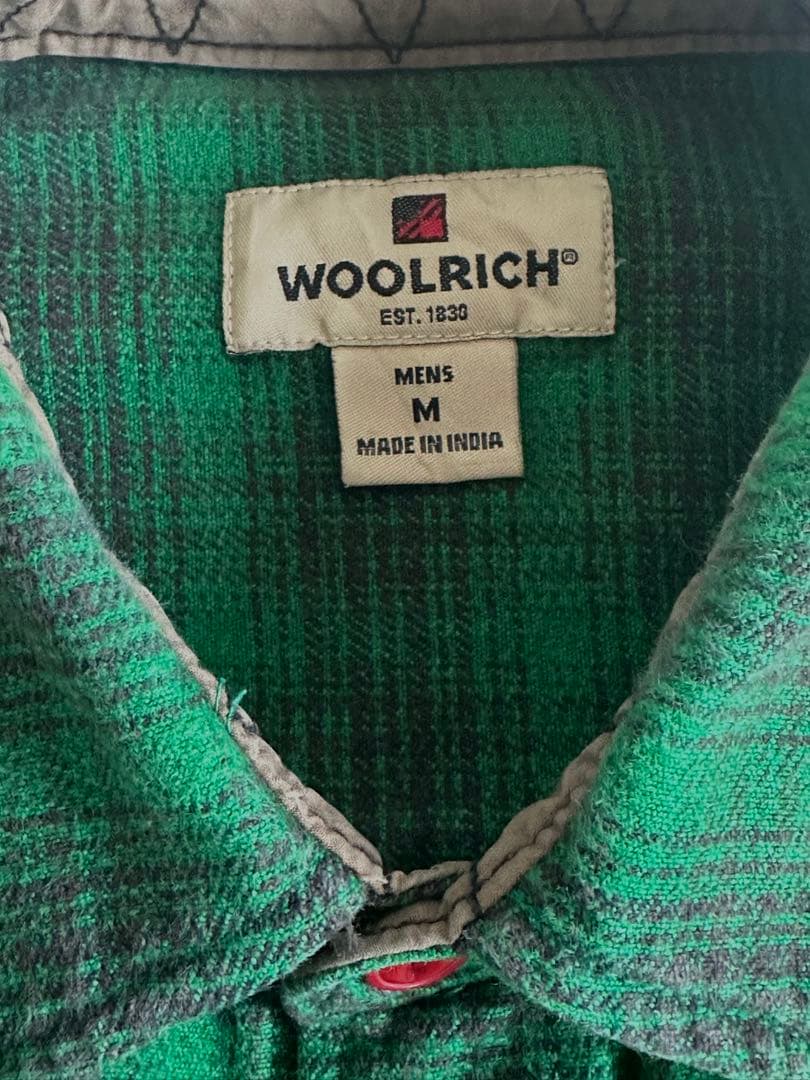 WOOLRICH®
EST. 1830
MENS
M
MADE IN INDIA